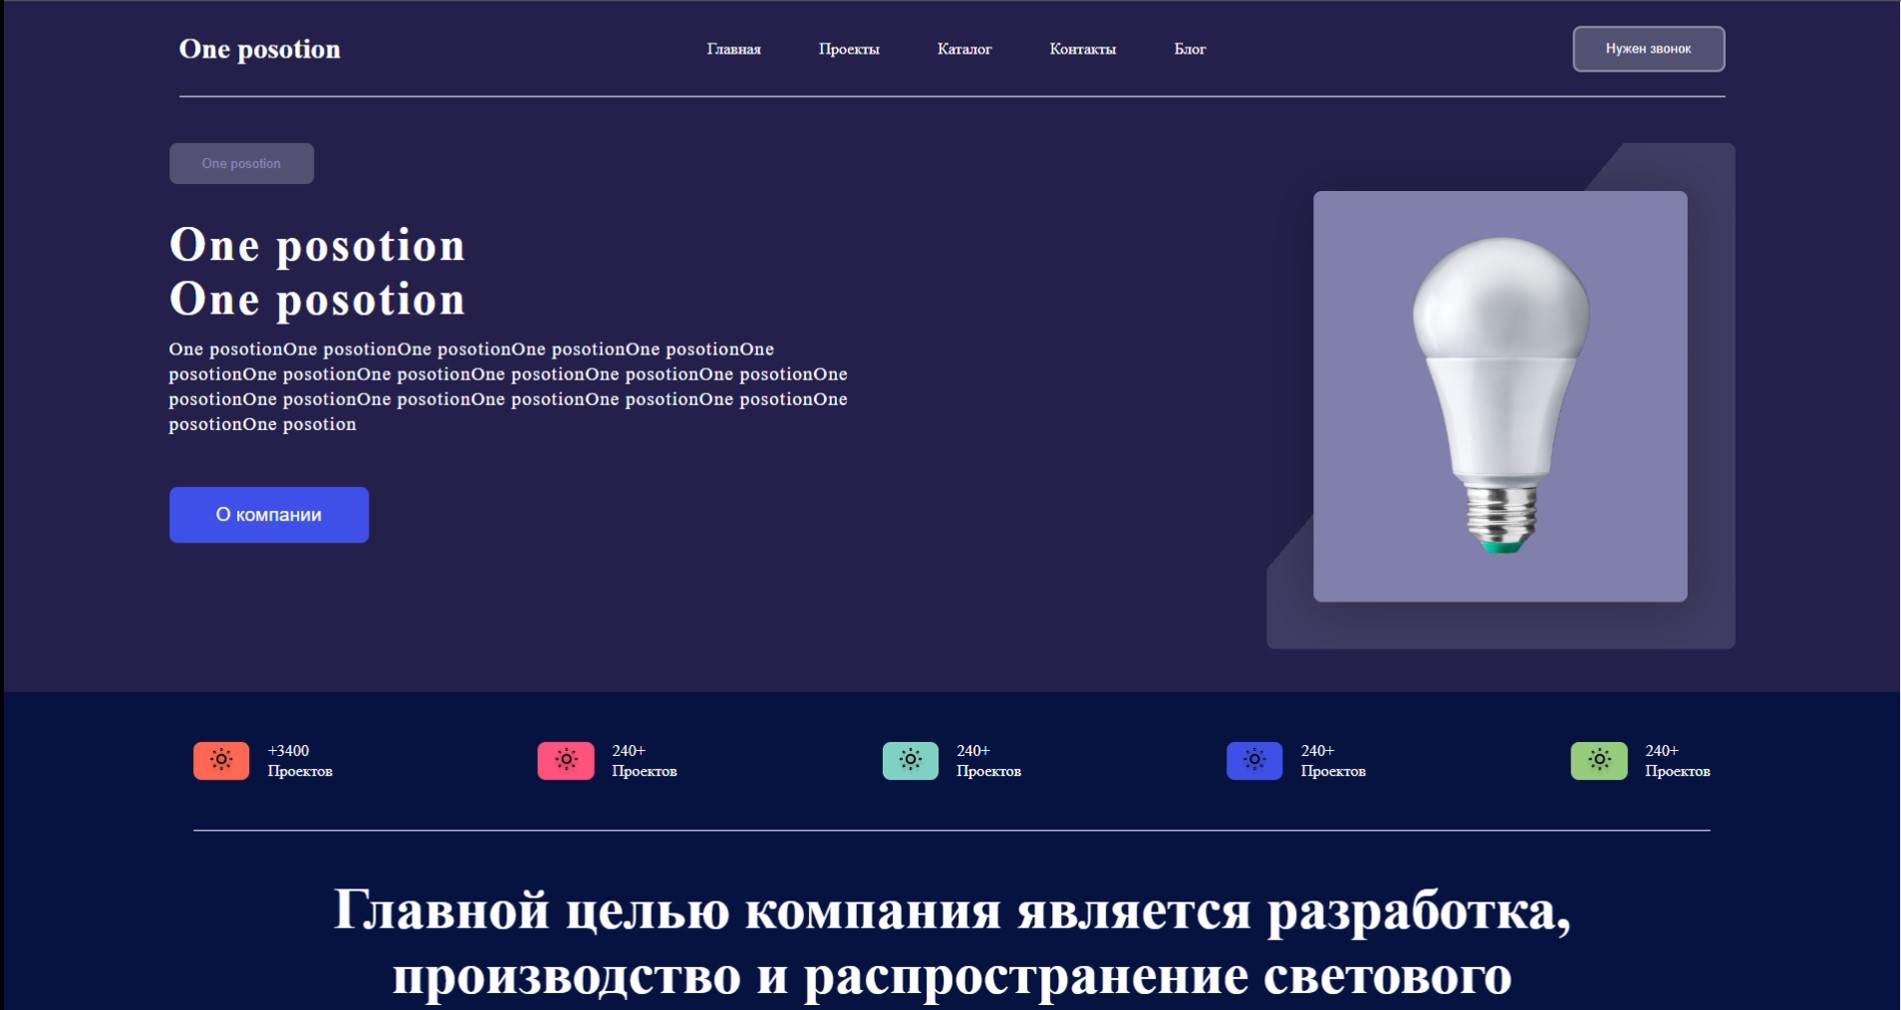 One posotion
Главная
Проекты
Каталог
Контакты
Блог
Нужен звонок
One posotion
One posotion
One posotion
One posotionOne posotionOne posotionOne posotionOne posotionOne
posotionOne posotionOne posotionOne posotionOne posotionOne posotionOne
posotionOne posotionOne posotionOne posotionOne posotionOne posotionOne
posotionOne posotion
О компании
+3400
Проектов
240+
Проектов
240+
Проектов
240+
Проектов
240+
Проектов
Главной целью компания является разработка,
производство и распространение светового